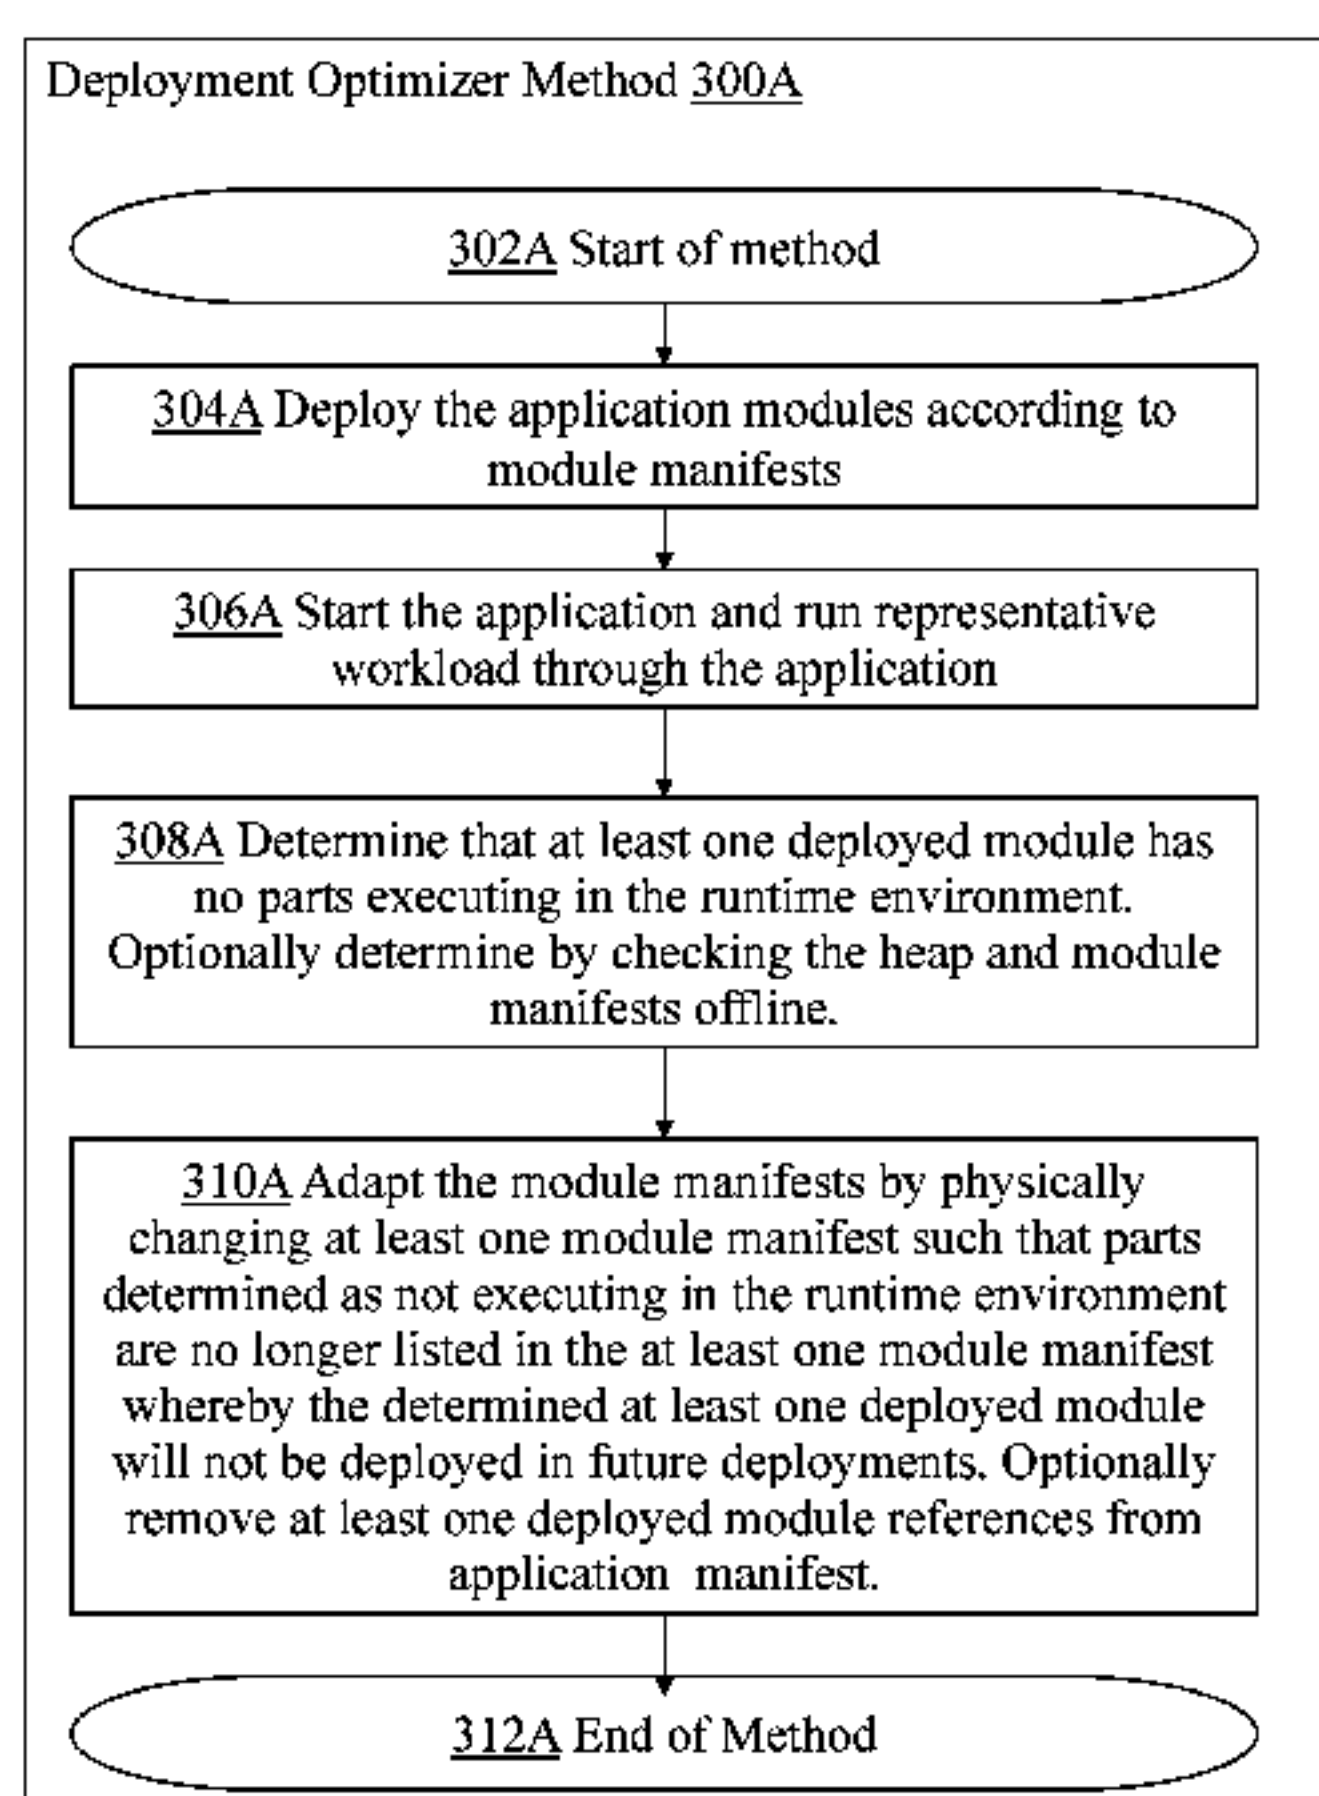 Deployment Optimizer Method 300A
302A Start of method
304A Deploy the application modules according to
module manifests
306A Start the application and run representative
workload through the application
308A Determine that at least one deployed module has
no parts executing in the runtime environment.
Optionally determine by checking the heap and module
manifests offline.
310A Adapt the module manifests by physically
changing at least one module manifest such that parts
determined as not executing in the runtime environment
are no longer listed in the at least one module manifest
whereby the determined at least one deployed module
will not be deployed in future deployments. Optionally
remove at least one deployed module references from
application manifest.
312A End of Method